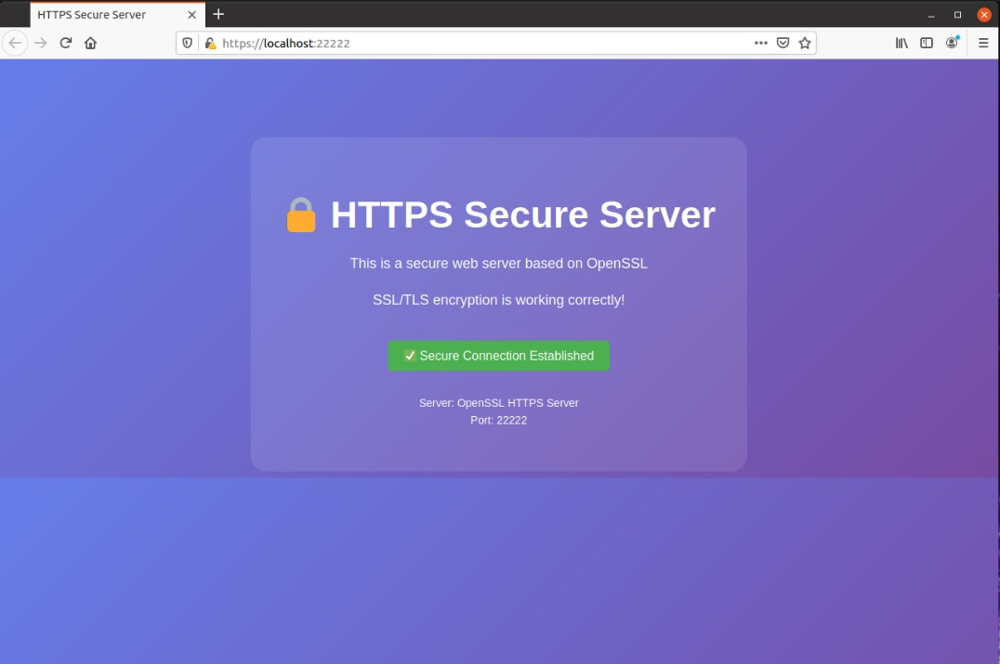 HTTPS Secure Server
https://localhost:22222
HTTPS Secure Server
This is a secure web server based on OpenSSL
SSL/TLS encryption is working correctly!
✅ Secure Connection Established
Server: OpenSSL HTTPS Server
Port: 22222